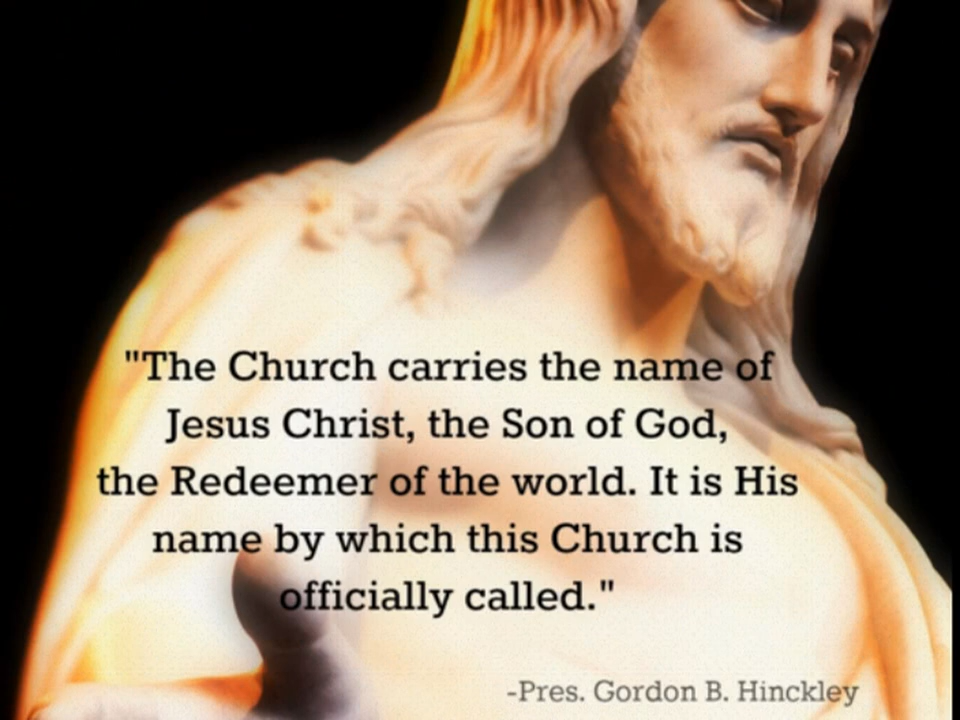 "The Church carries the name of
Jesus Christ, the Son of God,
the Redeemer of the world. It is His
name by which this Church is
officially called."
-Pres. Gordon B. Hinckley